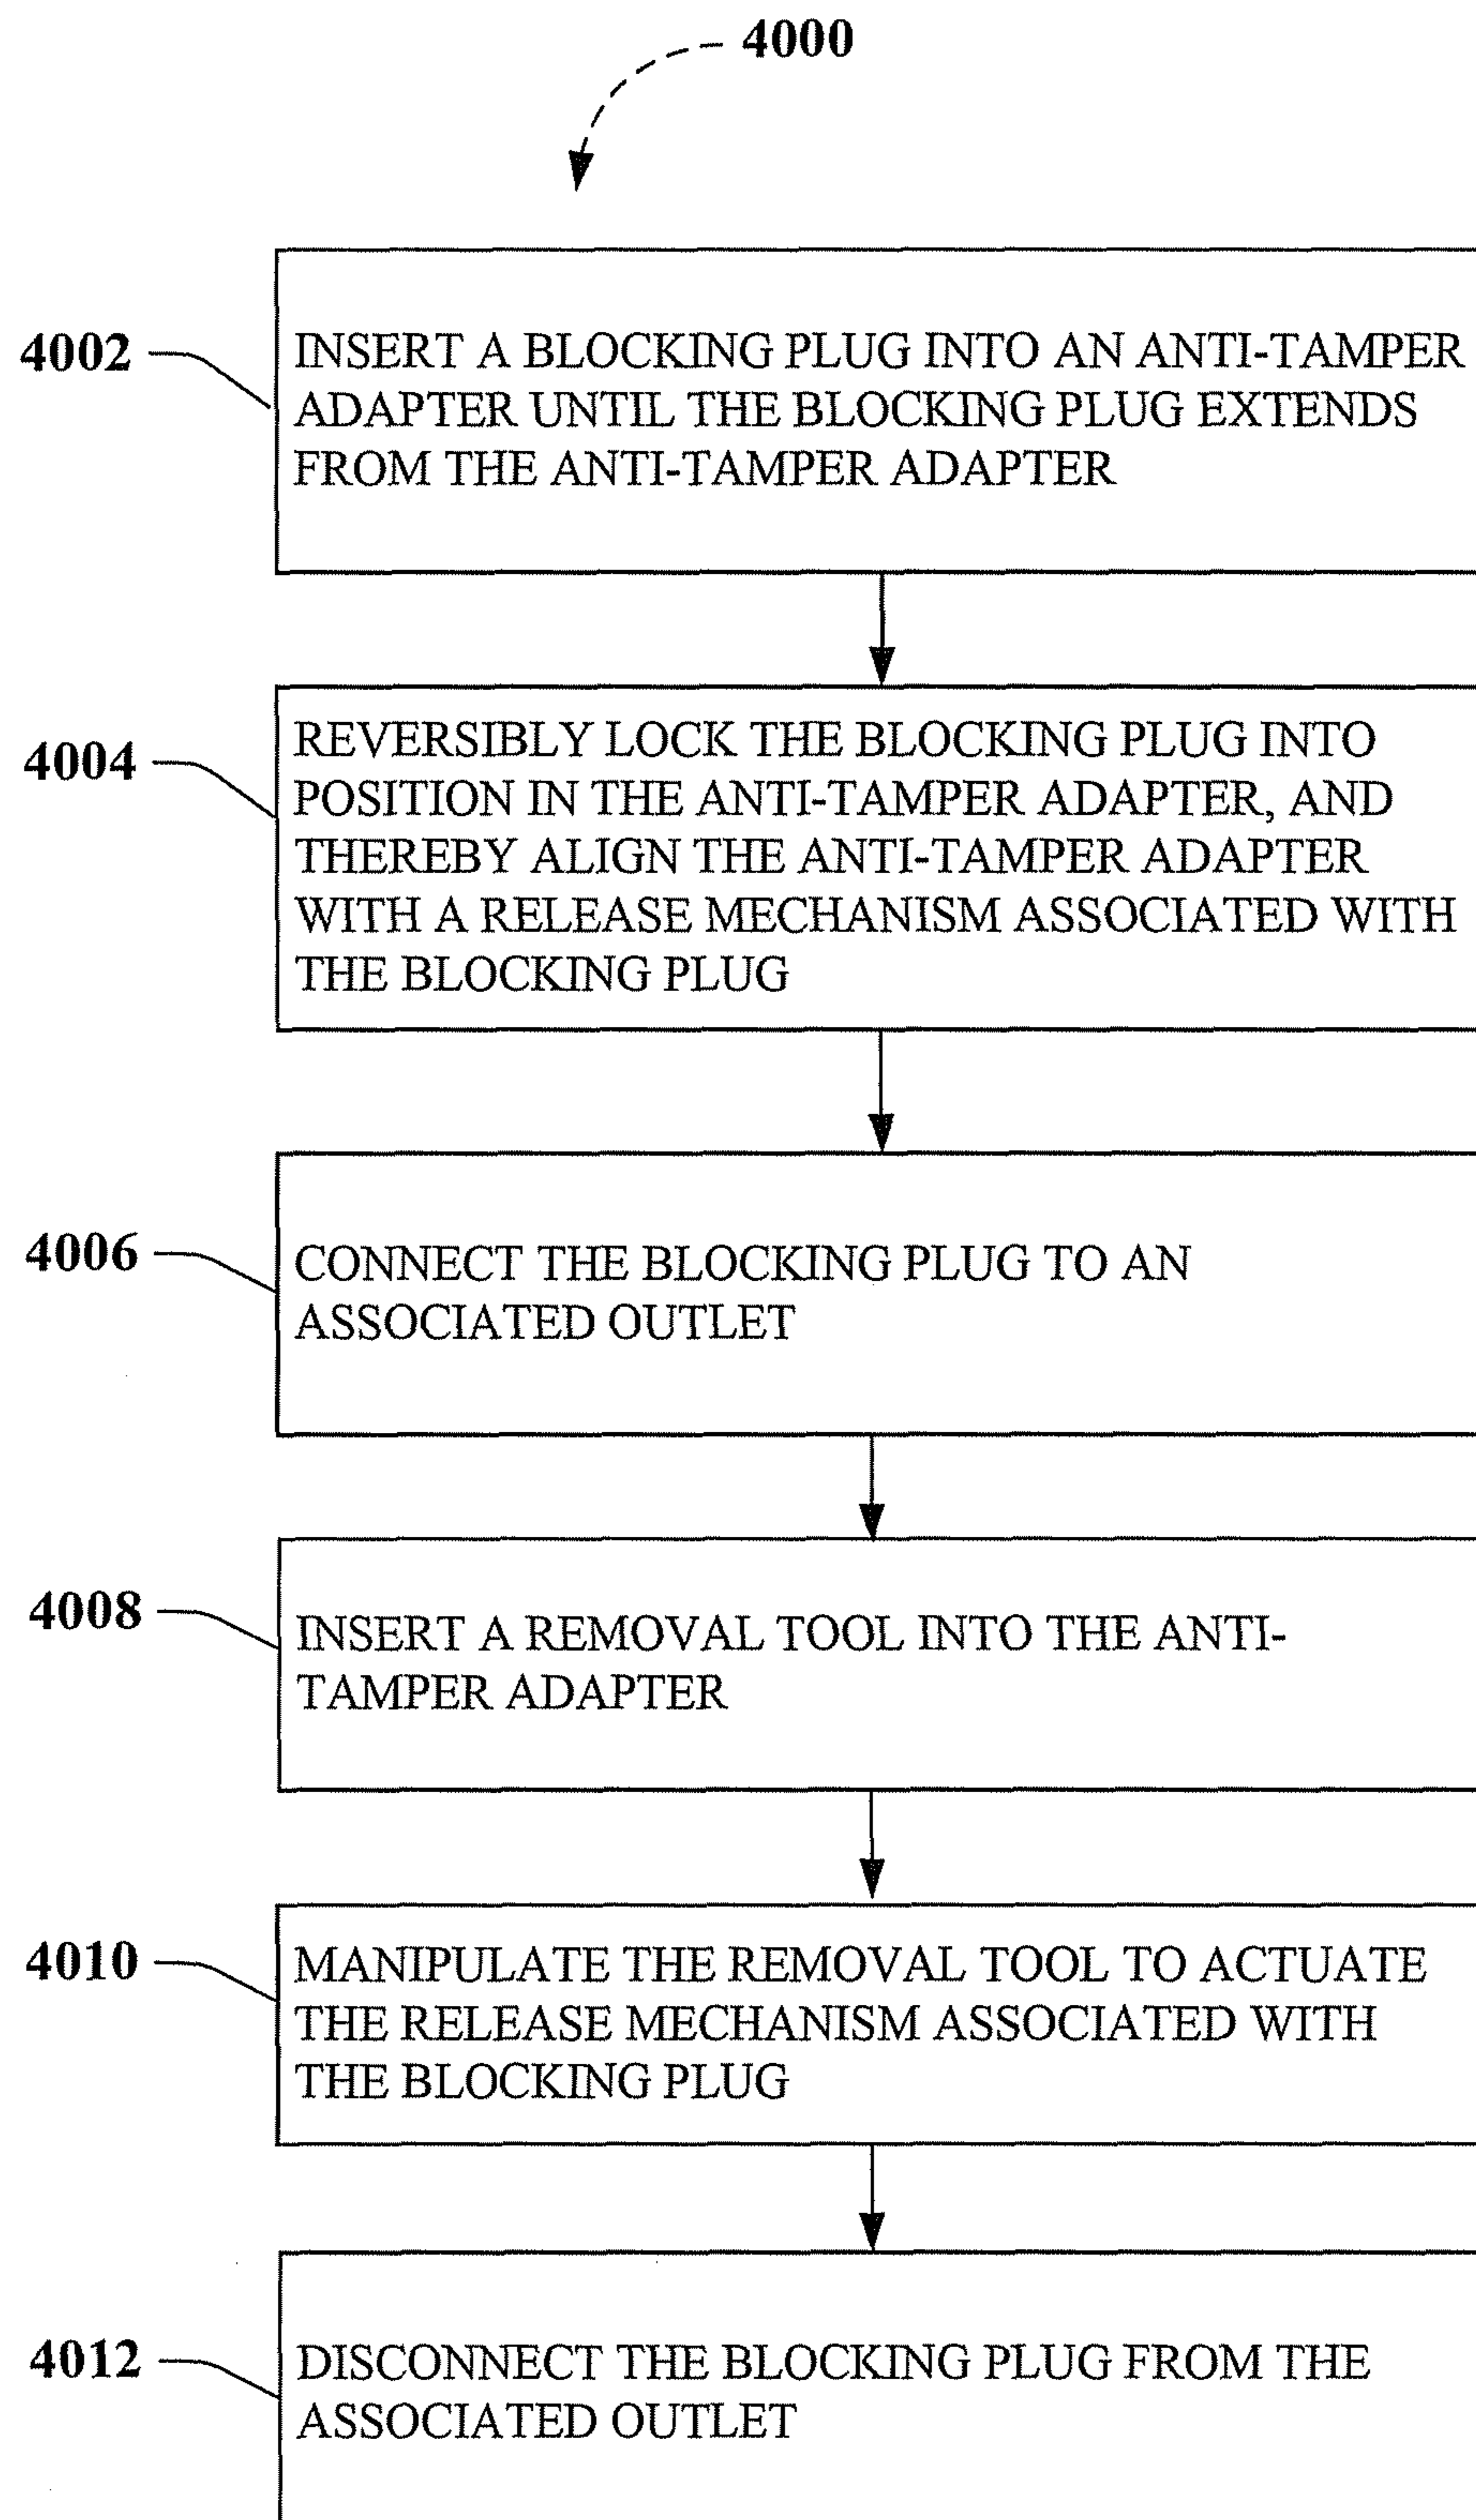 4000
4002
INSERT A BLOCKING PLUG INTO AN ANTI-TAMPER
ADAPTER UNTIL THE BLOCKING PLUG EXTENDS
FROM THE ANTI-TAMPER ADAPTER
4004
REVERSIBLY LOCK THE BLOCKING PLUG INTO
POSITION IN THE ANTI-TAMPER ADAPTER, AND
THEREBY ALIGN THE ANTI-TAMPER ADAPTER
WITH A RELEASE MECHANISM ASSOCIATED WITH
THE BLOCKING PLUG
4006
CONNECT THE BLOCKING PLUG TO AN
ASSOCIATED OUTLET
4008
INSERT A REMOVAL TOOL INTO THE ANTI-
TAMPER ADAPTER
4010
MANIPULATE THE REMOVAL TOOL TO ACTUATE
THE RELEASE MECHANISM ASSOCIATED WITH
THE BLOCKING PLUG
4012
DISCONNECT THE BLOCKING PLUG FROM THE
ASSOCIATED OUTLET